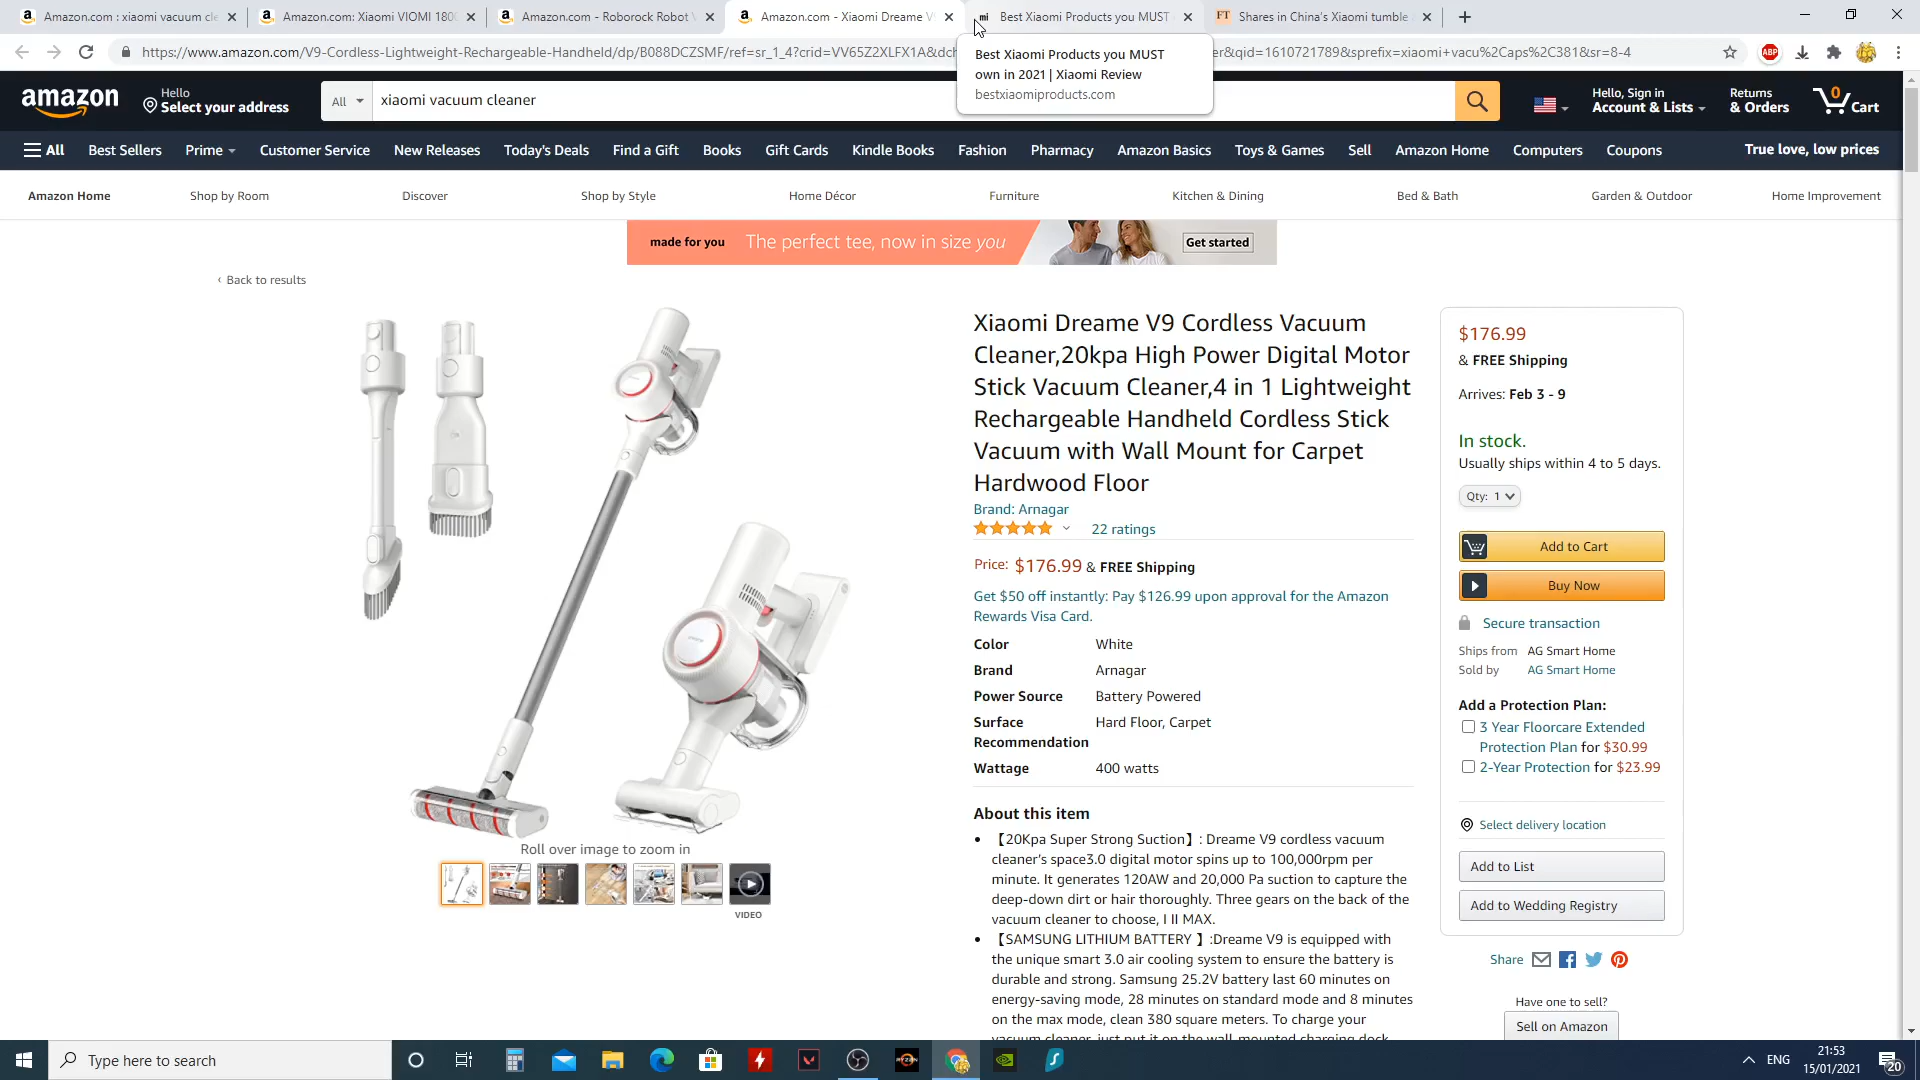 Amazon.com : xiaomi vacuum cle
Amazon.com: Xiaomi VIOMI 1800
Amazon.com - Roborock Robot V
Amazon.com - Xiaomi Dreame V
mi Best Xiaomi Products you MUST
FT Shares in China's Xiaomi tumble
https://www.amazon.com/V9-Cordless-Lightweight-Rechargeable-Handheld/dp/B088DCZSMF/ref=sr_1_4?crid=VV65Z2XLFX1A&dch
er&qid=1610721789&sprefix=xiaomi+vacu%2Caps%2C381&sr=8-4
ABP
Best Xiaomi Products you MUST
own in 2021 | Xiaomi Review
bestxiaomiproducts.com
amazon
Hello
Select your address
All
xiaomi vacuum cleaner
Hello, Sign in
Account & Lists
Returns
& Orders
0
Cart
All
Best Sellers
Prime
Customer Service
New Releases
Today's Deals
Find a Gift
Books
Gift Cards
Kindle Books
Fashion
Pharmacy
Amazon Basics
Toys & Games
Sell
Amazon Home
Computers
Coupons
True love, low prices
Amazon Home
Shop by Room
Discover
Shop by Style
Home Décor
Furniture
Kitchen & Dining
Bed & Bath
Garden & Outdoor
Home Improvement
made for you
The perfect tee, now in size you
Get started
‹ Back to results
Xiaomi Dreame V9 Cordless Vacuum
Cleaner,20kpa High Power Digital Motor
Stick Vacuum Cleaner,4 in 1 Lightweight
Rechargeable Handheld Cordless Stick
Vacuum with Wall Mount for Carpet
Hardwood Floor
Brand: Arnagar
22 ratings
Price: $176.99 & FREE Shipping
Get $50 off instantly: Pay $126.99 upon approval for the Amazon
Rewards Visa Card.
Color White
Brand Arnagar
Power Source Battery Powered
Surface Hard Floor, Carpet
Recommendation
Wattage 400 watts
About this item
• 【20Kpa Super Strong Suction】: Dreame V9 cordless vacuum
cleaner's space3.0 digital motor spins up to 100,000rpm per
minute. It generates 120AW and 20,000 Pa suction to capture the
deep-down dirt or hair thoroughly. Three gears on the back of the
vacuum cleaner to choose, I II MAX.
• 【SAMSUNG LITHIUM BATTERY 】:Dreame V9 is equipped with
the unique smart 3.0 air cooling system to ensure the battery is
durable and strong. Samsung 25.2V battery last 60 minutes on
energy-saving mode, 28 minutes on standard mode and 8 minutes
on the max mode, clean 380 square meters. To charge your
vacuum cleaner, just put it on the wall-mounted charging dock
Roll over image to zoom in
VIDEO
$176.99
& FREE Shipping
Arrives: Feb 3 - 9
In stock.
Usually ships within 4 to 5 days.
Qty: 1
Add to Cart
Buy Now
Secure transaction
Ships from AG Smart Home
Sold by AG Smart Home
Add a Protection Plan:
3 Year Floorcare Extended
Protection Plan for $30.99
2-Year Protection for $23.99
Select delivery location
Add to List
Add to Wedding Registry
Share
Have one to sell?
Sell on Amazon
Type here to search
RYZEN
ENG
21:53
15/01/2021
20